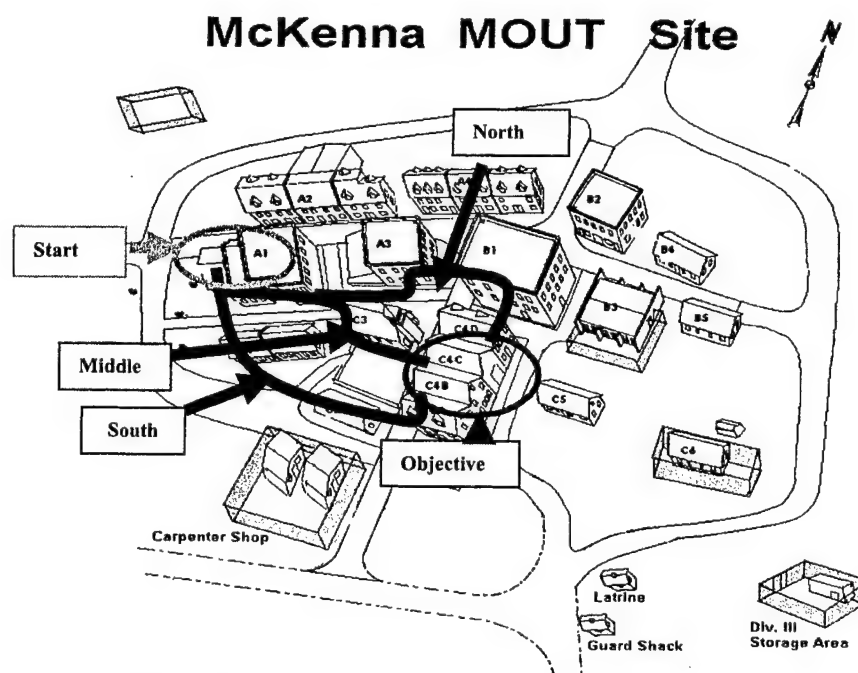 McKenna MOUT Site
N
North
A2
A4
B2
Start
A1
A3
B1
B4
B3
B5
C3
C4D
Middle
C4C
C4B
C5
South
Objective
C6
Carpenter Shop
Latrine
Guard Shack
Div. III
Storage Area